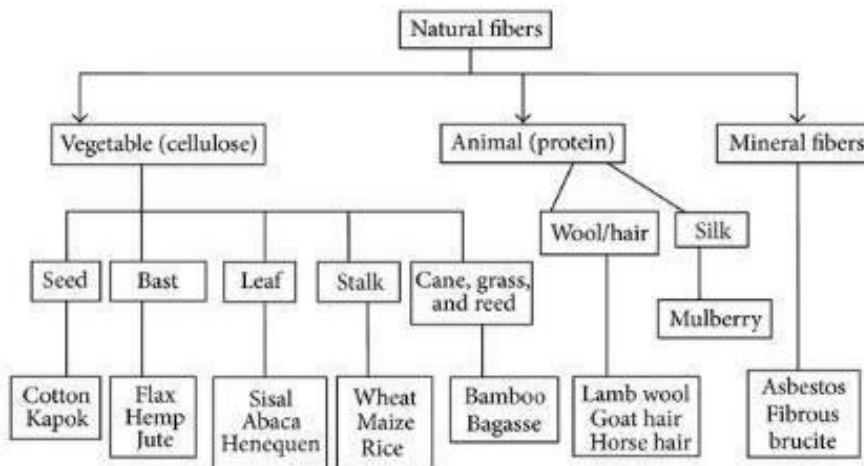 Natural fibers
Vegetable (cellulose)
Animal (protein)
Mineral fibers
Wool/hair
Silk
Seed
Bast
Leaf
Stalk
Cane, grass,
and reed
Mulberry
Cotton
Kapok
Flax
Hemp
Jute
Sisal
Abaca
Henequen
Wheat
Maize
Rice
Bamboo
Bagasse
Lamb wool
Goat hair
Horse hair
Asbestos
Fibrous
brucite